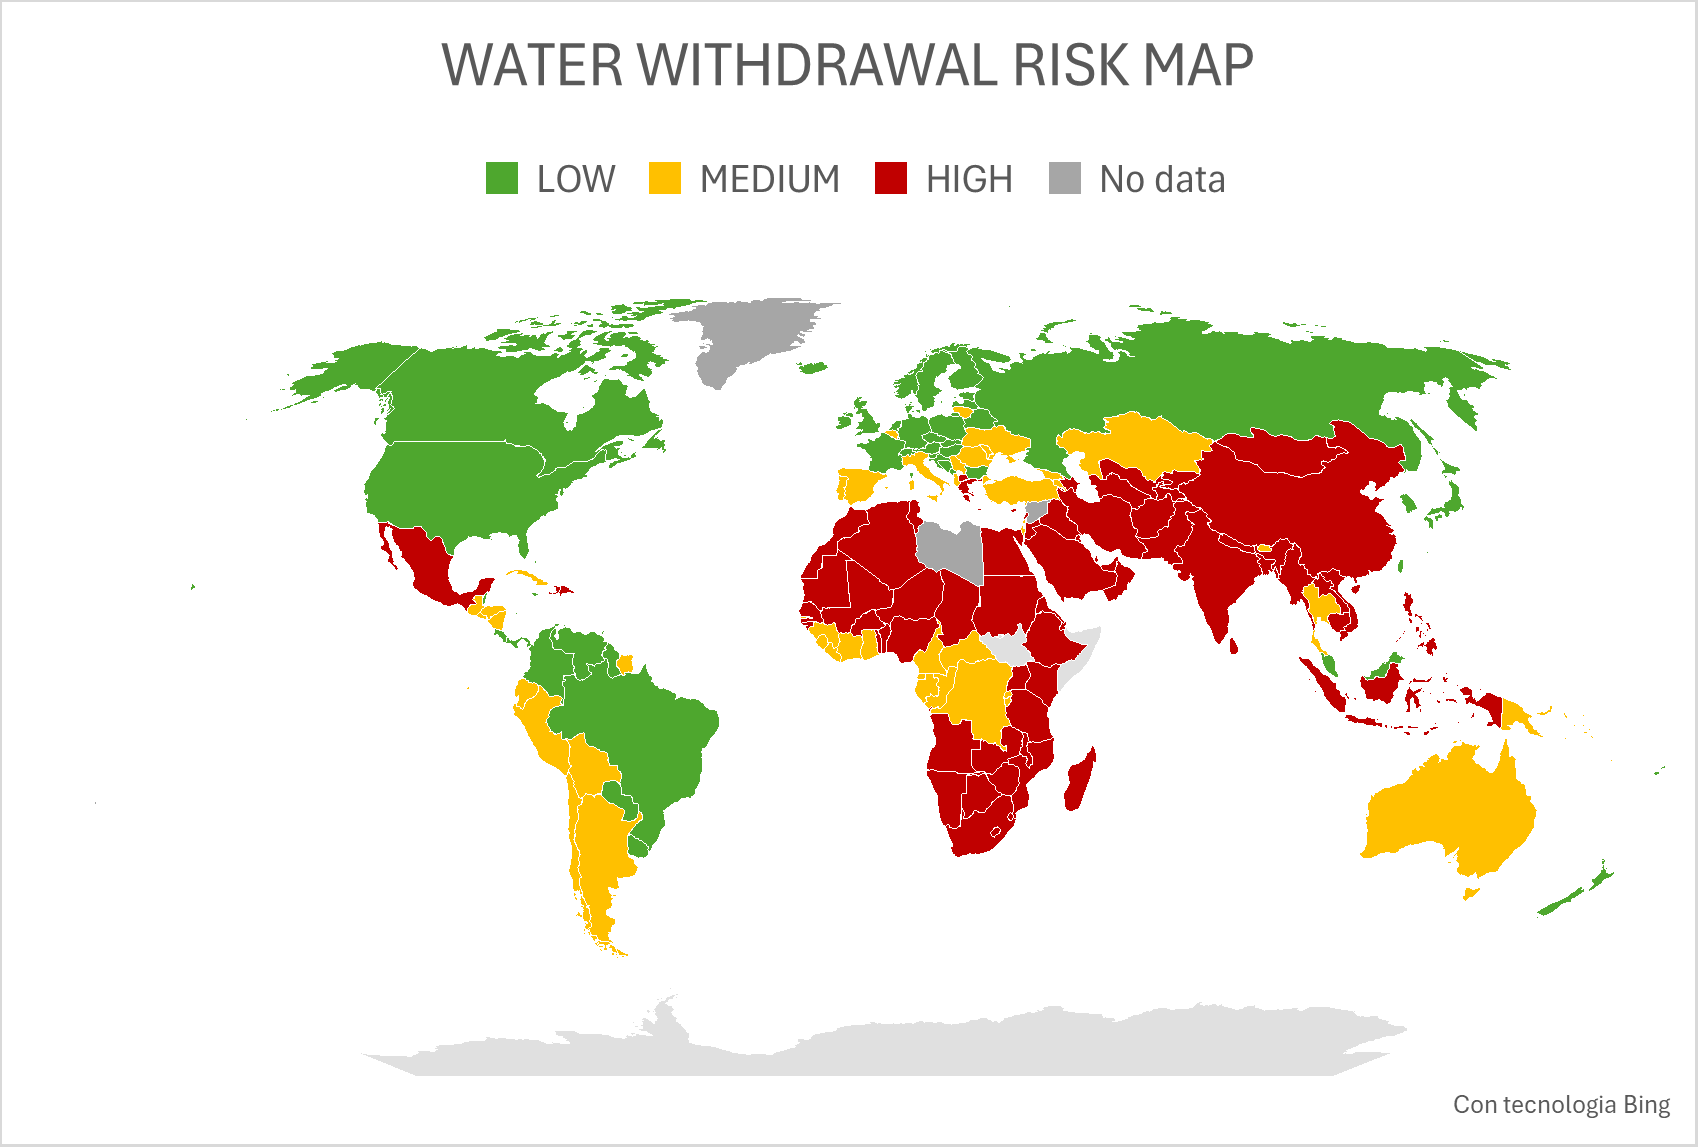 WATER WITHDRAWAL RISK MAP
LOW MEDIUM HIGH No data
Con tecnologia Bing